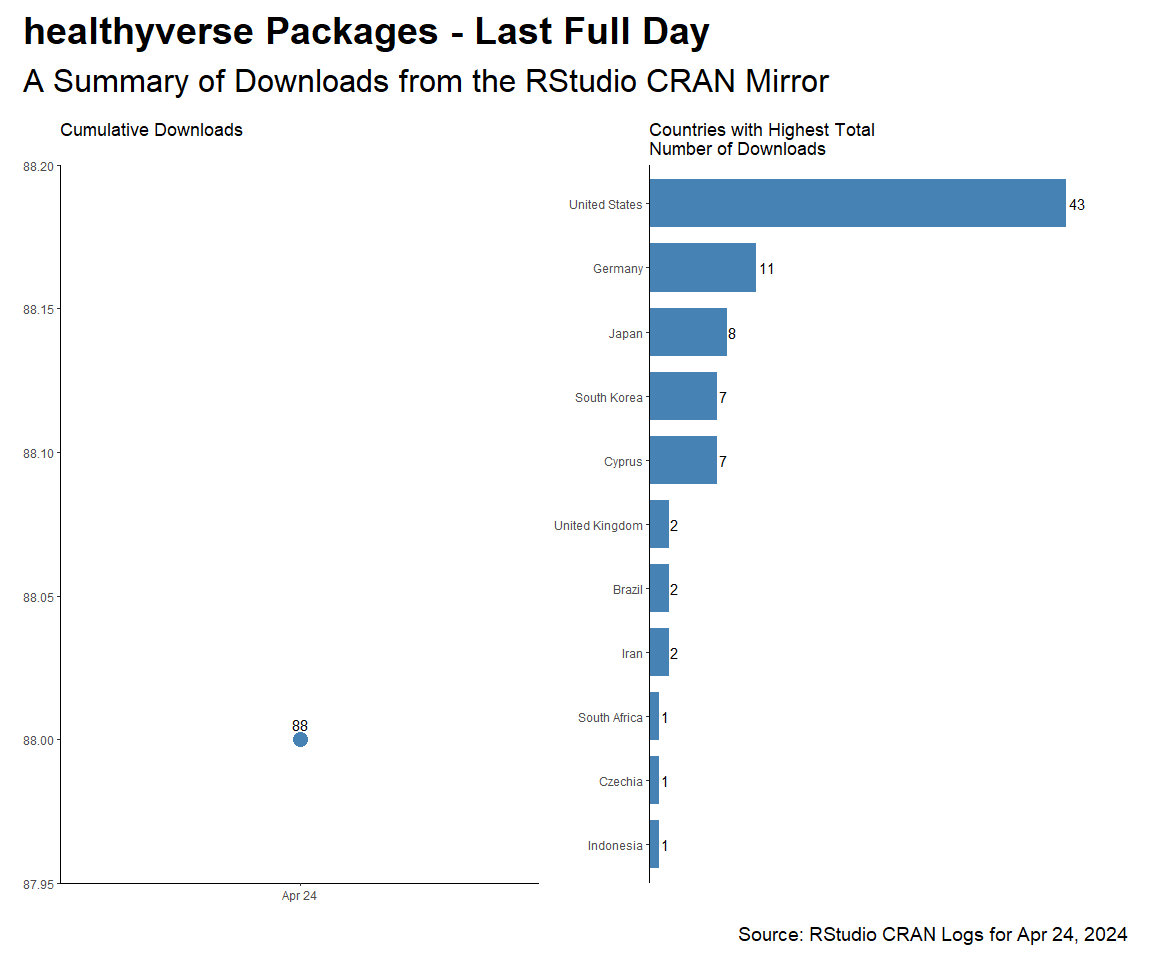 healthyverse Packages - Last Full Day
A Summary of Downloads from the RStudio CRAN Mirror
Cumulative Downloads
88.20
88.15
88.10
88.05
88.00
87.95
88
Apr 24
Countries with Highest Total
Number of Downloads
United States 43
Germany 11
Japan 8
South Korea 7
Cyprus 7
United Kingdom 2
Brazil 2
Iran 2
South Africa 1
Czechia 1
Indonesia 1
Source: RStudio CRAN Logs for Apr 24, 2024